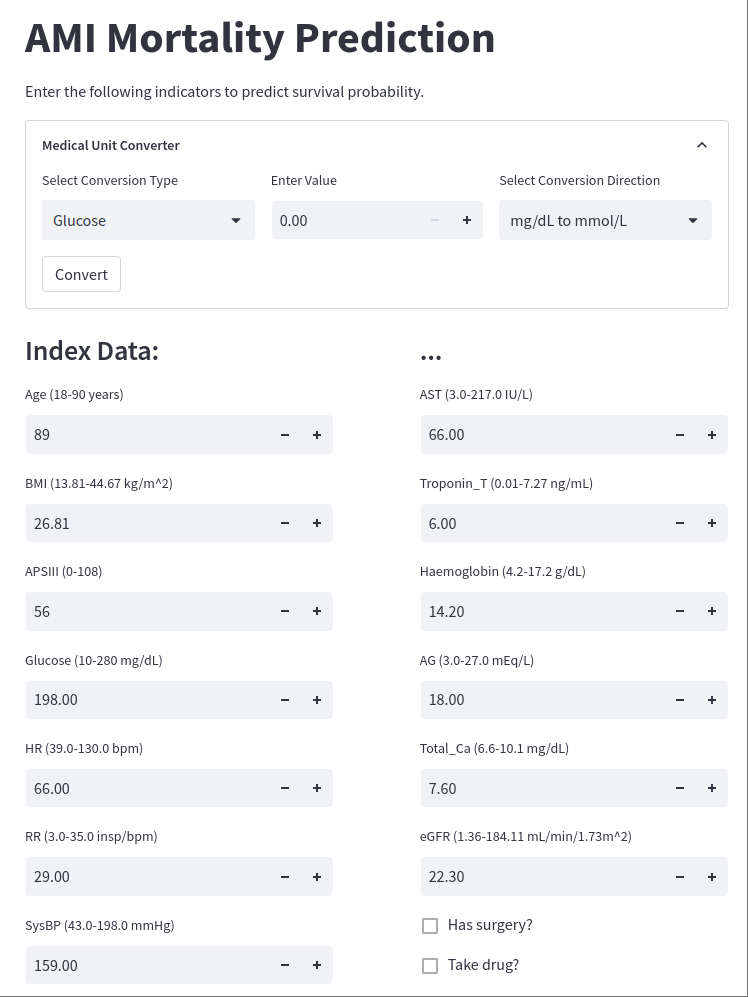 AMI Mortality Prediction
Enter the following indicators to predict survival probability.
Medical Unit Converter
Select Conversion Type
Enter Value
Select Conversion Direction
Glucose
0.00
mg/dL to mmol/L
Convert
Index Data:
...
Age (18-90 years)
AST (3.0-217.0 IU/L)
89
66.00
BMI (13.81-44.67 kg/m^2)
Troponin_T (0.01-7.27 ng/mL)
26.81
6.00
APSIII (0-108)
Haemoglobin (4.2-17.2 g/dL)
56
14.20
Glucose (10-280 mg/dL)
AG (3.0-27.0 mEq/L)
198.00
18.00
HR (39.0-130.0 bpm)
Total_Ca (6.6-10.1 mg/dL)
66.00
7.60
RR (3.0-35.0 insp/bpm)
eGFR (1.36-184.11 mL/min/1.73m^2)
29.00
22.30
SysBP (43.0-198.0 mmHg)
Has surgery?
159.00
Take drug?